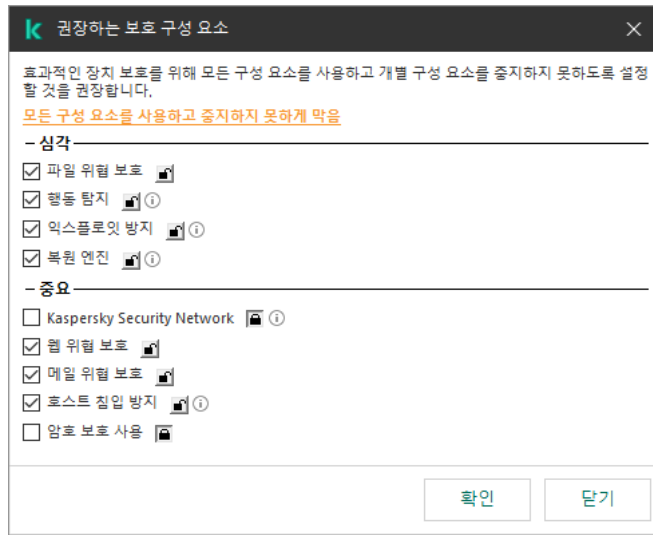 권장하는 보호 구성 요소
효과적인 장치 보호를 위해 모든 구성 요소를 사용하고 개별 구성 요소를 중지하지 못하도록 설정
할 것을 권장합니다.
모든 구성 요소를 사용하고 중지하지 못하게 막음
– 심각
파일 위협 보호
행동 탐지
익스플로잇 방지
복원 엔진
– 중요
Kaspersky Security Network
웹 위협 보호
메일 위협 보호
호스트 침입 방지
암호 보호 사용
확인 닫기